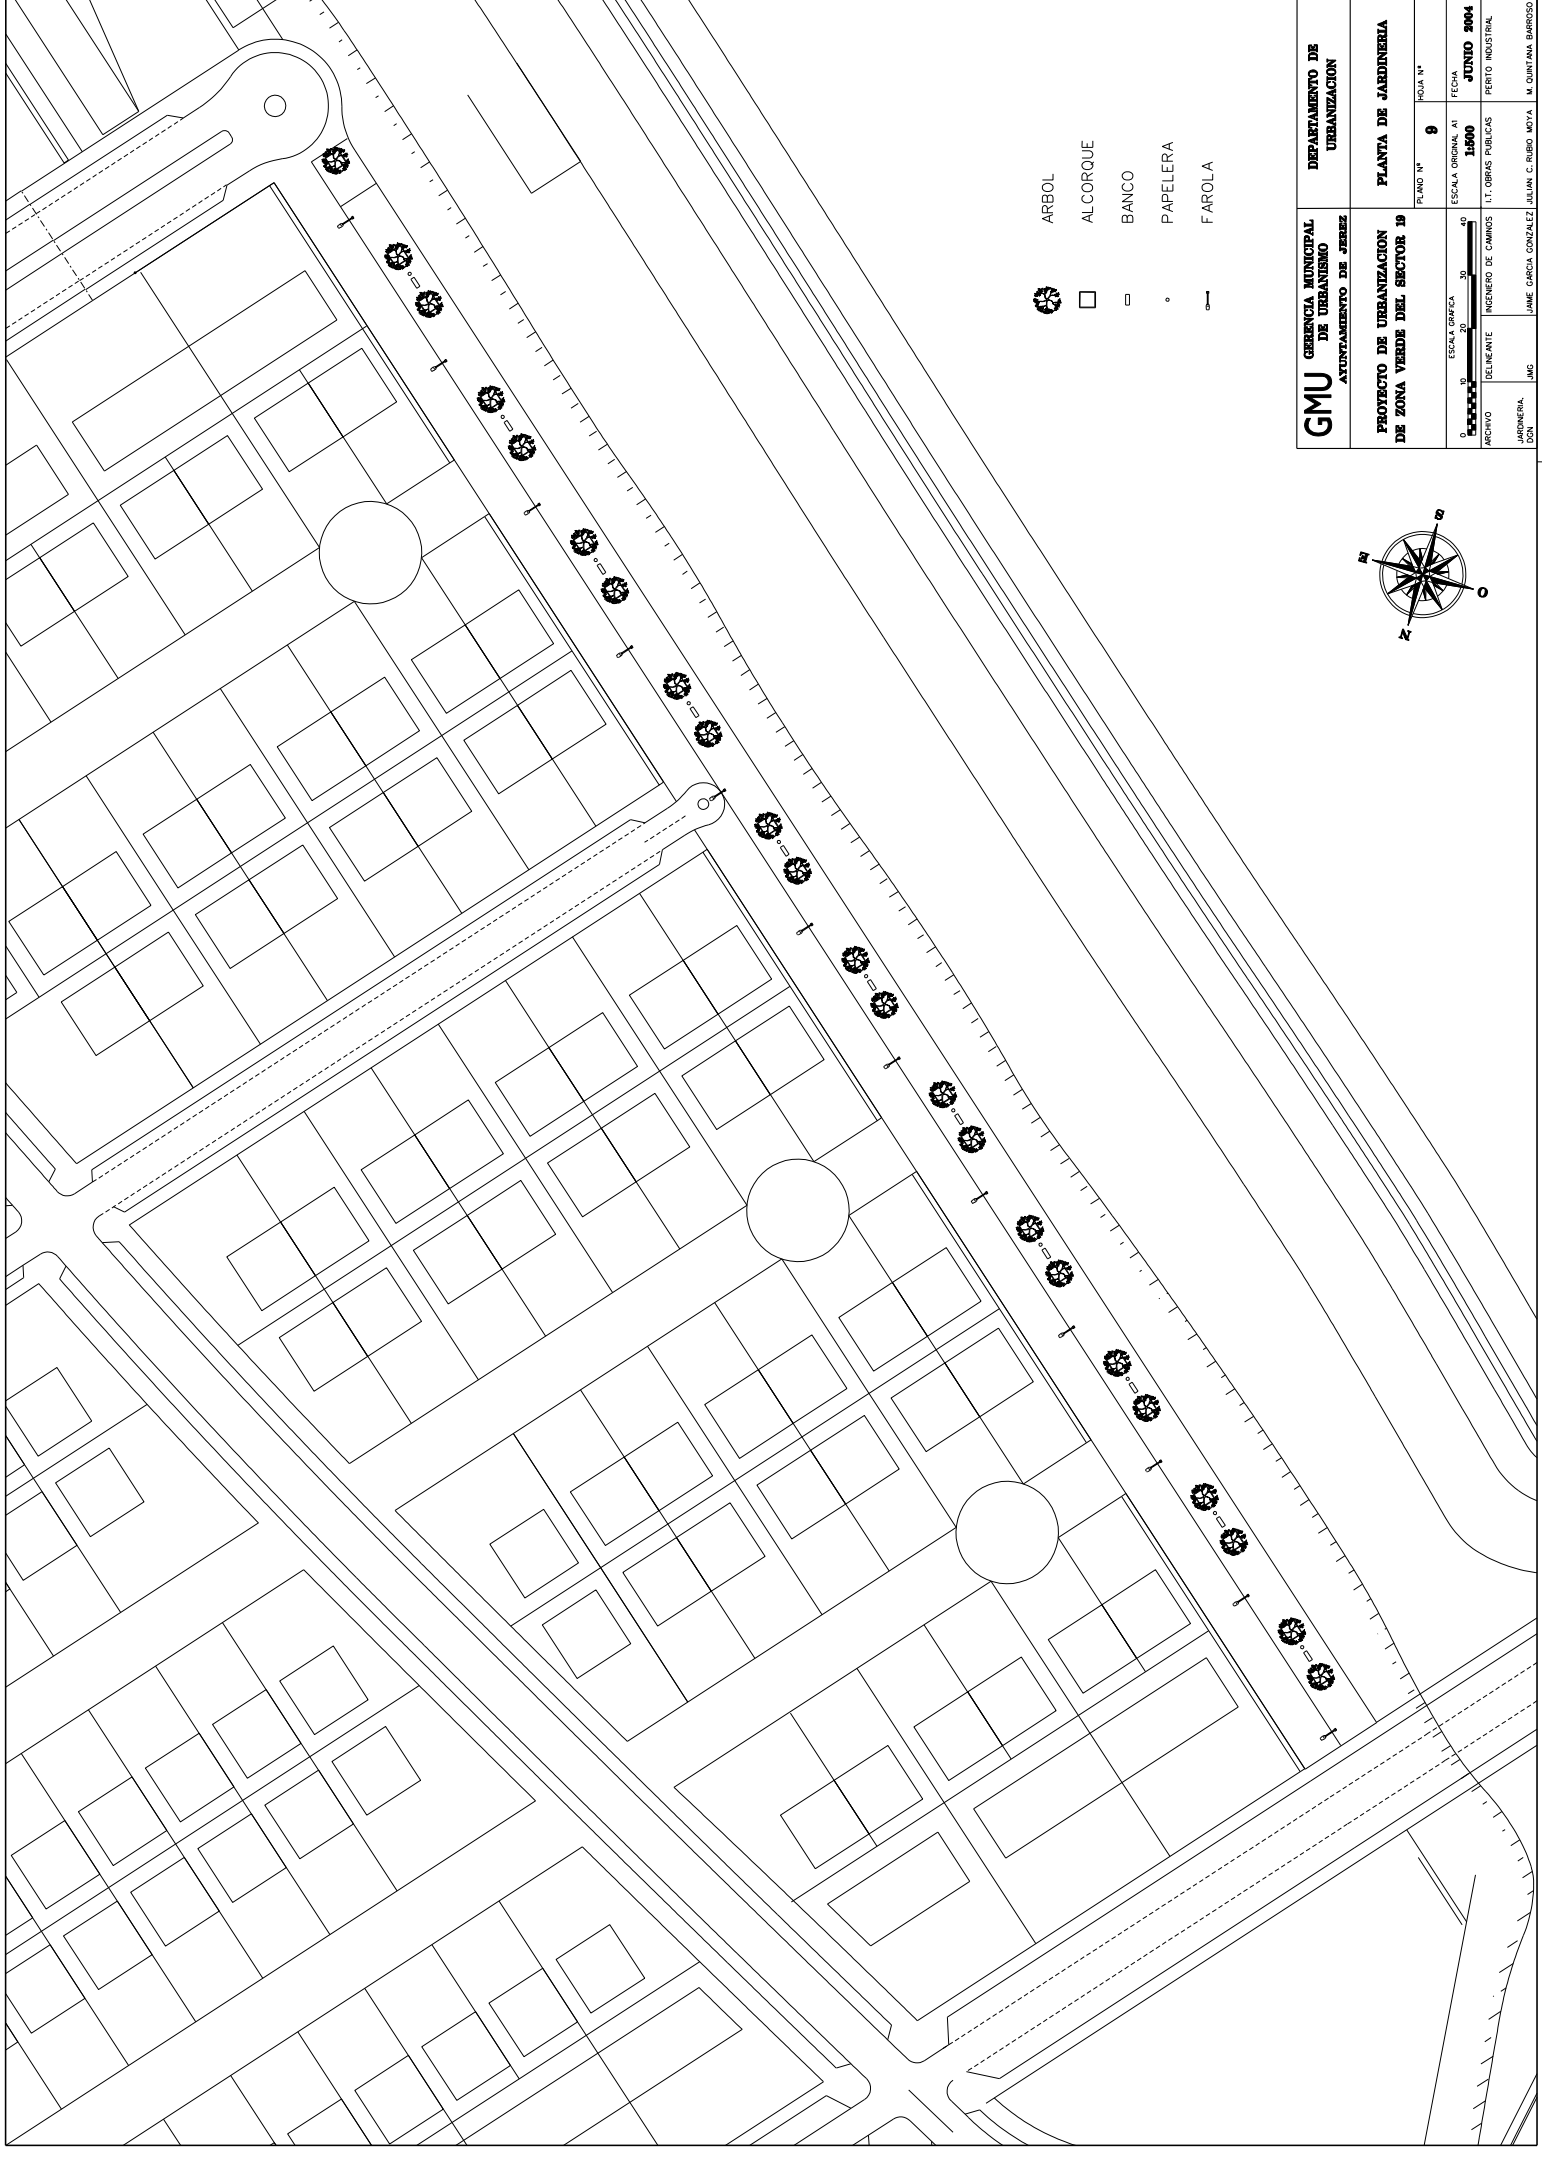 ARBOL
ALCORQUE
BANCO
PAPELERA
FAROLA
N
S
E
O
GMU
GERENCIA MUNICIPAL
DE URBANISMO
AYUNTAMIENTO DE JEREZ
DEPARTAMENTO DE
URBANIZACION
PROYECTO DE URBANIZACION
DE ZONA VERDE DEL SECTOR 19
PLANTA DE JARDINERIA
PLANO Nº
9
HOJA Nº
ESCALA GRAFICA
0 10 20 30 40
ESCALA ORIGINAL A1
1:500
FECHA
JUNIO 2004
ARCHIVO
JARDINERIA.
DGN
DELINEANTE
JMG
INGENIERO DE CAMINOS
JAIME GARCIA GONZALEZ
I.T. OBRAS PUBLICAS
JULIAN C. RUBIO MOYA
PERITO INDUSTRIAL
M. QUINTANA BARROSO